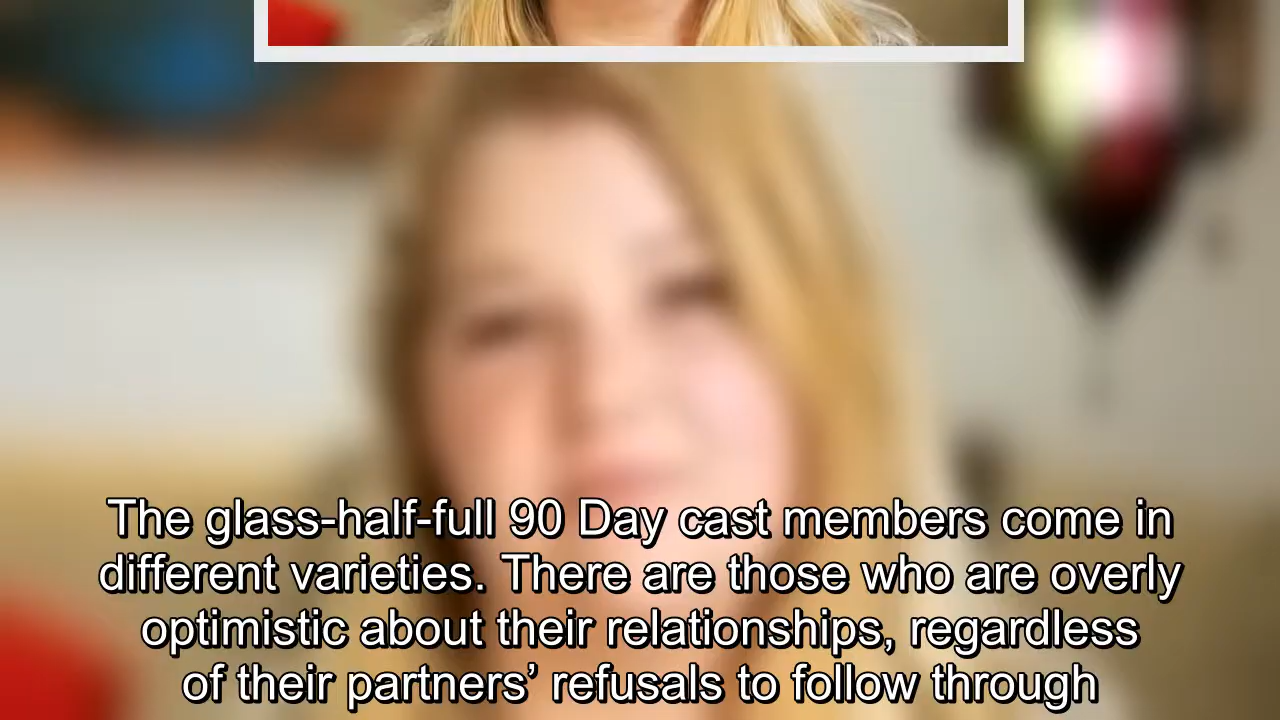 The glass-half-full 90 Day cast members come in
different varieties. There are those who are overly
optimistic about their relationships, regardless
of their partners’ refusals to follow through